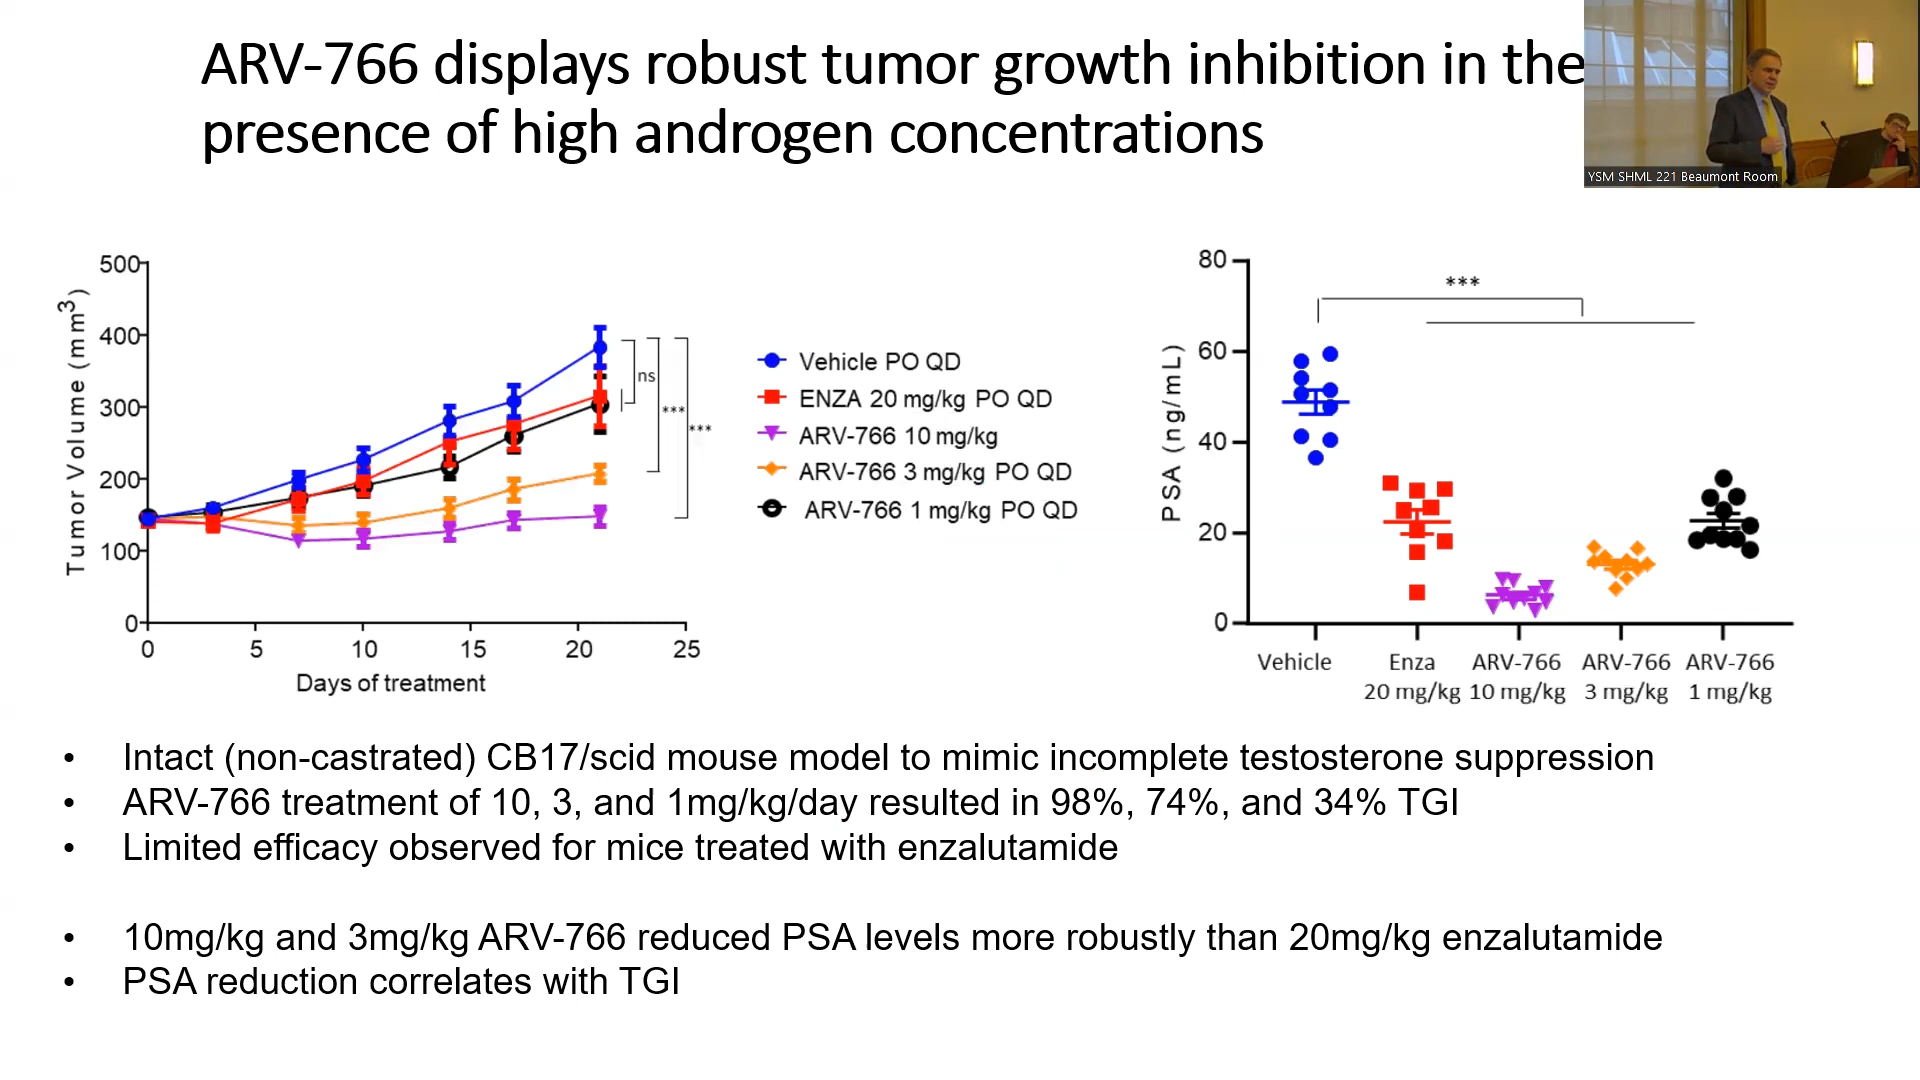 ARV-766 displays robust tumor growth inhibition in the
presence of high androgen concentrations
YSM SHML 221 Beaumont Room
Tumor Volume (mm³)
500
400
300
200
100
0
0 5 10 15 20 25
Days of treatment
ns
***
***
Vehicle PO QD
ENZA 20 mg/kg PO QD
ARV-766 10 mg/kg
ARV-766 3 mg/kg PO QD
ARV-766 1 mg/kg PO QD
PSA (ng/mL)
80
60
40
20
0
***
Vehicle Enza ARV-766 ARV-766 ARV-766
20 mg/kg 10 mg/kg 3 mg/kg 1 mg/kg
• Intact (non-castrated) CB17/scid mouse model to mimic incomplete testosterone suppression
• ARV-766 treatment of 10, 3, and 1mg/kg/day resulted in 98%, 74%, and 34% TGI
• Limited efficacy observed for mice treated with enzalutamide
• 10mg/kg and 3mg/kg ARV-766 reduced PSA levels more robustly than 20mg/kg enzalutamide
• PSA reduction correlates with TGI